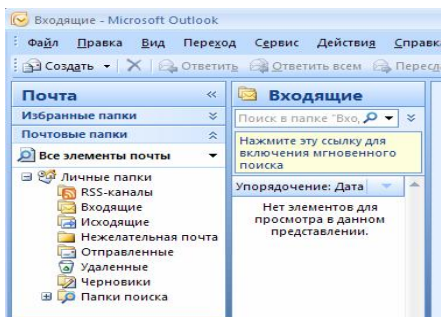 Входящие - Microsoft Outlook
Файл Правка Вид Переход Сервис Действия
Создать Ответить Ответить всем
Почта «
Избранные папки
Почтовые папки
Все элементы почты
Личные папки
RSS-каналы
Входящие
Исходящие
Нежелательная почта
Отправленные
Удаленные
Черновики
Папки поиска
Входящие
Поиск в папке "Вхо,
Нажмите эту ссылку для
включения мгновенного
поиска
Упорядочение: Дата
Нет элементов для
просмотра в данном
представлении.